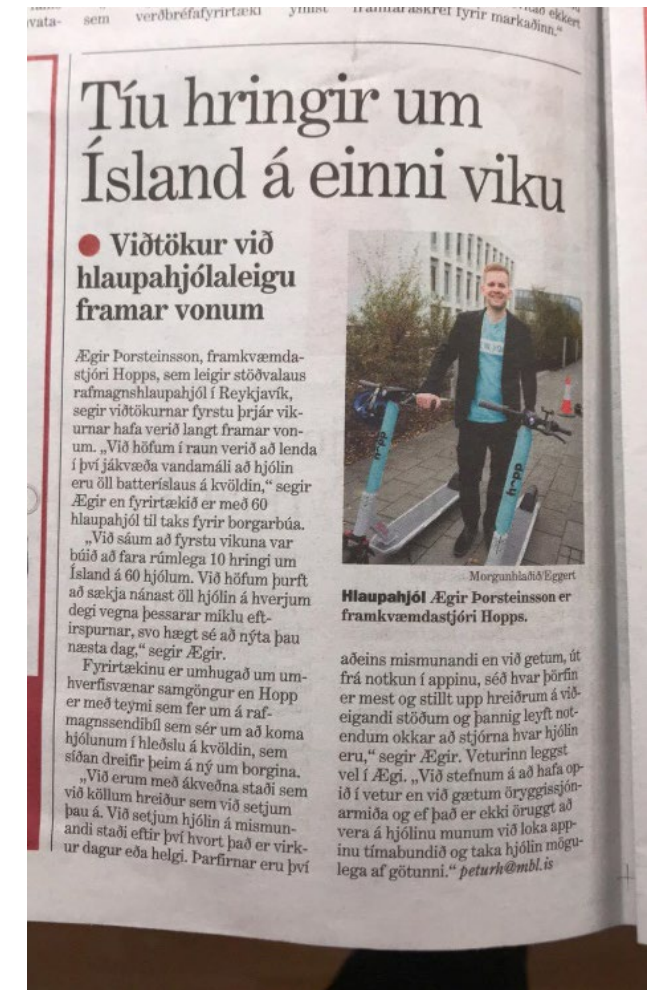 vata-
sem verðbréfafyrirtæki
ekkert
framfaraskref fyrir markaðinn.“
Tíu hringir um
Ísland á einni viku
Viðtökur við
hlaupahjólaleigu
framar vonum
Ægir Þorsteinsson, framkvæmda-
stjóri Hopps, sem leigir stöðvalaus
rafmagnshlaupahjól í Reykjavík,
segir viðtökurnar fyrstu þrjár vik-
urnar hafa verið langt framar von-
um. „Við höfum í raun verið að lenda
í því jákvæða vandamáli að hjólin
eru öll batteríslaus á kvöldin,“ segir
Ægir en fyrirtækið er með 60
hlaupahjól til taks fyrir borgarbúa.
„Við sáum að fyrstu vikuna var
búið að fara rúmlega 10 hringi um
Ísland á 60 hjólum. Við höfum þurft
að sækja nánast öll hjólin á hverjum
degi vegna þessarar miklu eft-
irspurnar, svo hægt sé að nýta þau
næsta dag,“ segir Ægir.
Fyrirtækinu er umhugað um um-
hverfisvænar samgöngur en Hopp
er með teymi sem fer um á raf-
magnssendibíl sem sér um að koma
hjólunum í hleðslu á kvöldin, sem
síðan dreifir þeim á ný um borgina.
„Við erum með ákveðna staði sem
við köllum hreiður sem við setjum
þau á. Við setjum hjólin á mismun-
andi staði eftir því hvort það er virk-
ur dagur eða helgi. Þarfirnar eru því
hopp
hopp
Morgunblaðið/Eggert
Hlaupahjól Ægir Þorsteinsson er
framkvæmdastjóri Hopps.
aðeins mismunandi en við getum, út
frá notkun í appinu, séð hvar þörfin
er mest og stillt upp hreiðrum á við-
eigandi stöðum og þannig leyft not-
endum okkar að stjórna hvar hjólin
eru,“ segir Ægir. Veturinn leggst
vel í Ægi. „Við stefnum á að hafa op-
ið í vetur en við gætum öryggissjón-
armiða og ef það er ekki öruggt að
vera á hjólinu munum við loka app-
inu tímabundið og taka hjólin mögu-
lega af götunni.“ peturh@mbl.is